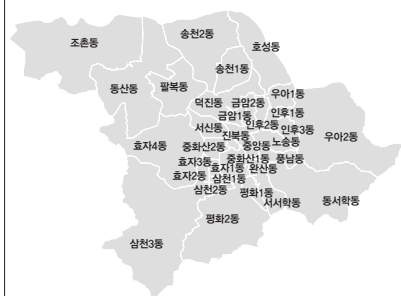 송천2동
조촌동
호성동
송천1동
동산동
팔복동
우아1동
덕진동
금암2동
금암1동
인후1동
서신동
인후2동
인후3동
진북동
우아2동
효자4동
중화산2동
중앙동
노송동
효자3동
중화산1동
풍남동
효자1동
완산동
효자2동
삼천1동
삼천2동
평화1동
서서학동
동서학동
평화2동
삼천3동